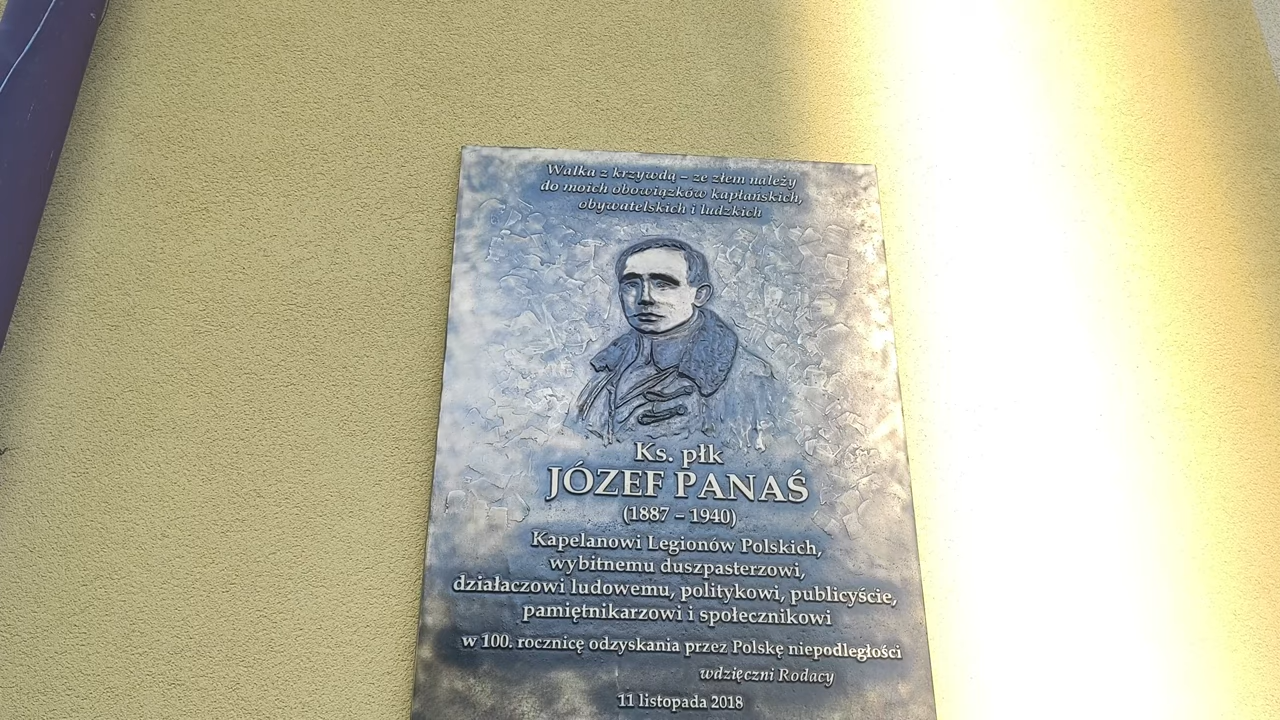 Walka z krzywdą – ze złem należy
do moich obowiązków kapłańskich,
obywatelskich i ludzkich
Ks. płk
JÓZEF PANAŚ
(1887 – 1940)
Kapelanowi Legionów Polskich,
wybitnemu duszpasterzowi,
działaczowi ludowemu, politykowi, publicyście,
pamiętnikarzowi i społecznikowi
w 100. rocznicę odzyskania przez Polskę niepodległości
wdzięczni Rodacy
11 listopada 2018